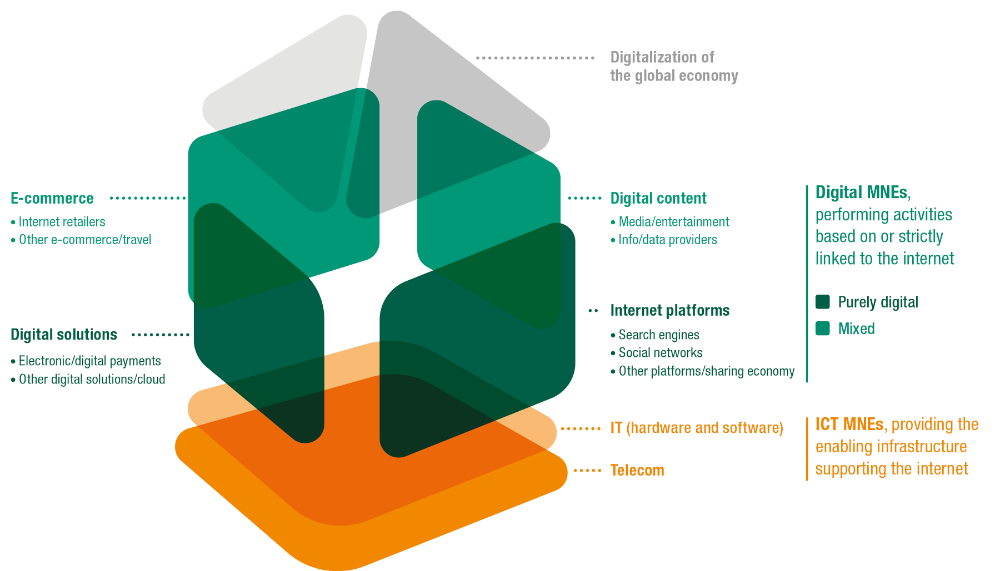 Digitalization of
the global economy
E-commerce
• Internet retailers
• Other e-commerce/travel
Digital content
• Media/entertainment
• Info/data providers
Digital MNEs,
performing activities
based on or strictly
linked to the internet
Purely digital
Mixed
Digital solutions
• Electronic/digital payments
• Other digital solutions/cloud
Internet platforms
• Search engines
• Social networks
• Other platforms/sharing economy
IT (hardware and software)
Telecom
ICT MNEs, providing the
enabling infrastructure
supporting the internet